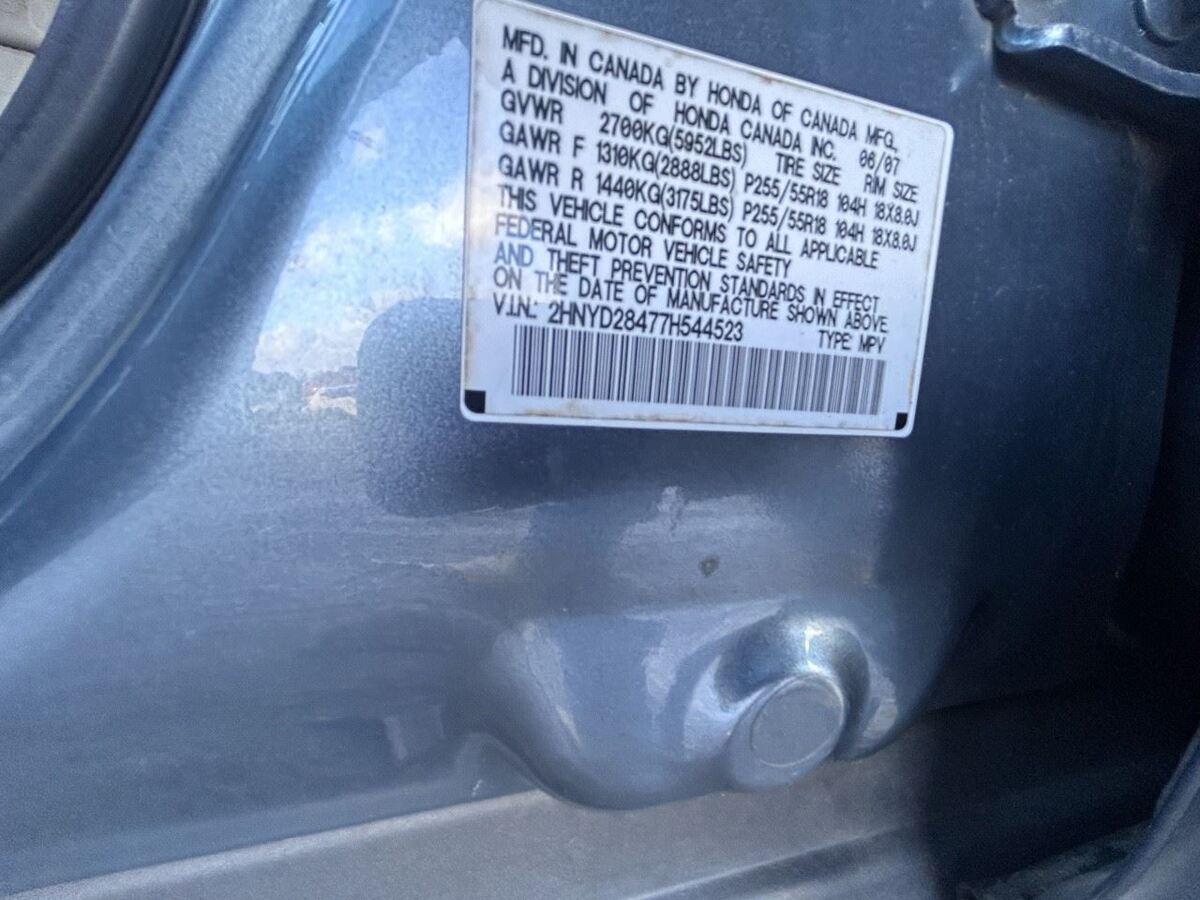 MFD. IN CANADA BY HONDA OF CANADA MFG.
A DIVISION OF HONDA CANADA INC. 06/07
GVWR 2700KG(5952LBS) TIRE SIZE RIM SIZE
GAWR F 1310KG(2888LBS) P255/55R18 104H 18X8.0J
GAWR R 1440KG(3175LBS) P255/55R18 104H 18X8.0J
THIS VEHICLE CONFORMS TO ALL APPLICABLE
FEDERAL MOTOR VEHICLE SAFETY
AND THEFT PREVENTION STANDARDS IN EFFECT
ON THE DATE OF MANUFACTURE SHOWN ABOVE
V.I.N.: 2HNYD28477H544523 TYPE: MPV